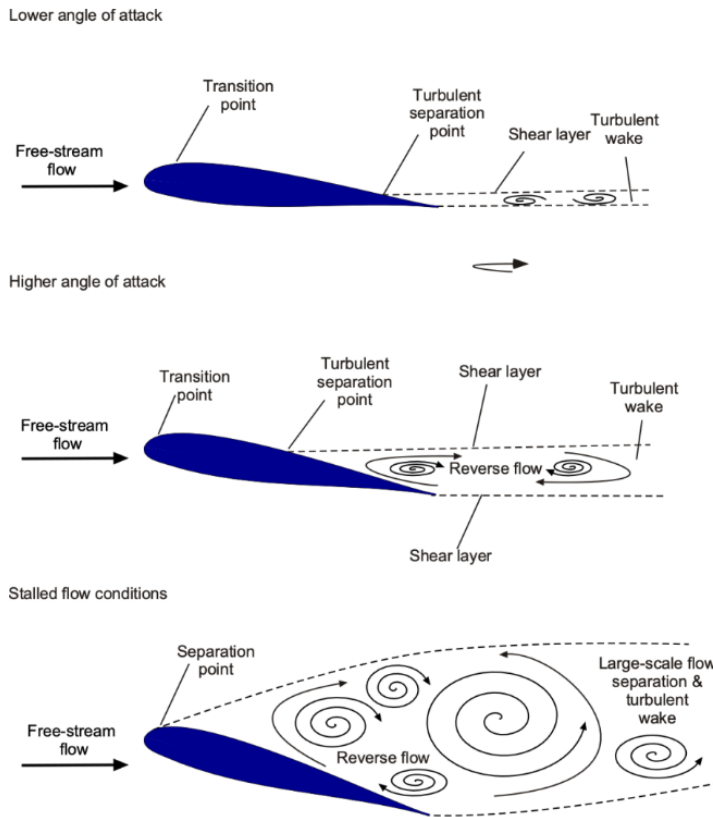 Lower angle of attack
Transition
point
Turbulent
separation
point
Shear layer
Turbulent
wake
Free-stream
flow
Higher angle of attack
Transition
point
Turbulent
separation
point
Shear layer
Turbulent
wake
Free-stream
flow
Reverse flow
Shear layer
Stalled flow conditions
Separation
point
Large-scale flow
separation &
turbulent
wake
Free-stream
flow
Reverse flow